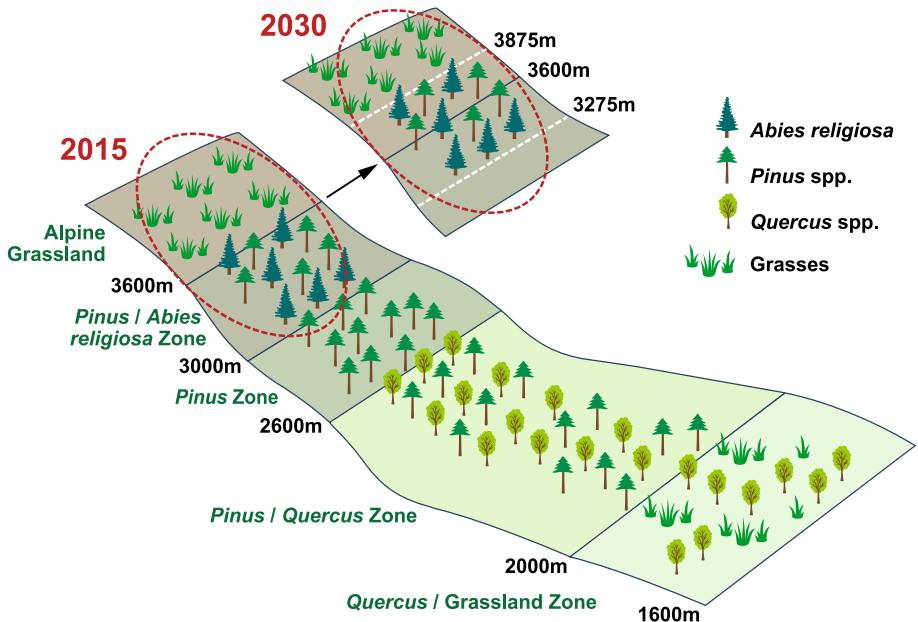 2030
3875m
3600m
3275m
2015
Abies religiosa
Pinus spp.
Quercus spp.
Grasses
Alpine
Grassland
3600m
Pinus / Abies
religiosa Zone
3000m
Pinus Zone
2600m
Pinus / Quercus Zone
2000m
Quercus / Grassland Zone
1600m